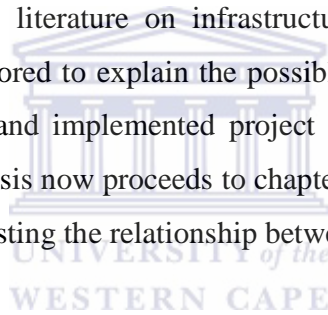 literature on infrastructu
ored to explain the possib
and implemented project
sis now proceeds to chapte
sting the relationship betwe
UNIVERSITY of the
WESTERN CAPE